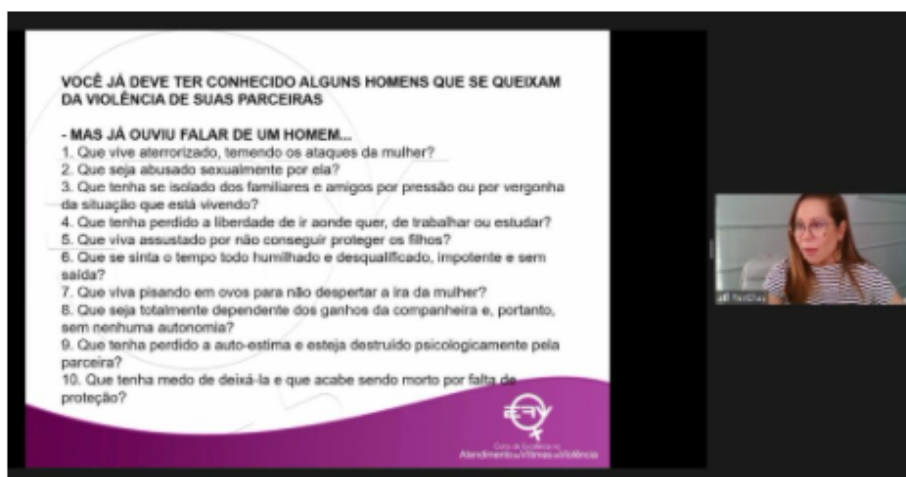 VOCÊ JÁ DEVE TER CONHECIDO ALGUNS HOMENS QUE SE QUEIXAM
DA VIOLÊNCIA DE SUAS PARCEIRAS
- MAS JÁ OUVIU FALAR DE UM HOMEM...
1. Que vive aterrorizado, temendo os ataques da mulher?
2. Que seja abusado sexualmente por ela?
3. Que tenha se isolado dos familiares e amigos por pressão ou por vergonha
da situação que está vivendo?
4. Que tenha perdido a liberdade de ir aonde quer, de trabalhar ou estudar?
5. Que viva assustado por não conseguir proteger os filhos?
6. Que se sinta o tempo todo humilhado e desqualificado, impotente e sem
saída?
7. Que viva pisando em ovos para não despertar a ira da mulher?
8. Que seja totalmente dependente dos ganhos da companheira e, portanto,
sem nenhuma autonomia?
9. Que tenha perdido a auto-estima e esteja destruído psicologicamente pela
parceira?
10. Que tenha medo de deixá-la e que acabe sendo morto por falta de
proteção?
Atendimento Vítimas Violência